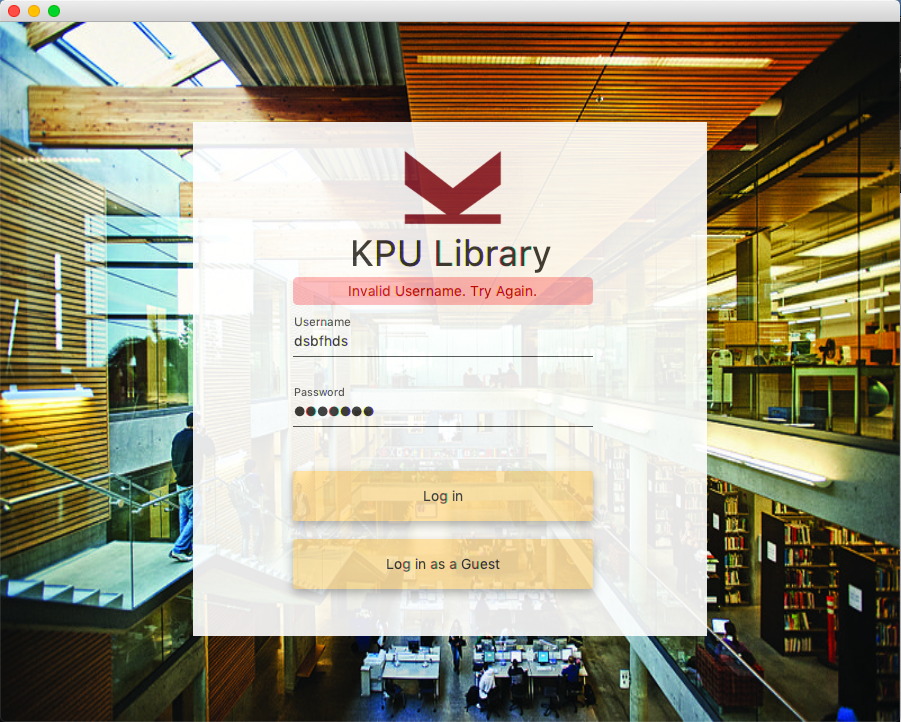 KPU Library
Invalid Username. Try Again.
Username
dsbfhds
Password
●●●●●●●
Log in
Log in as a Guest